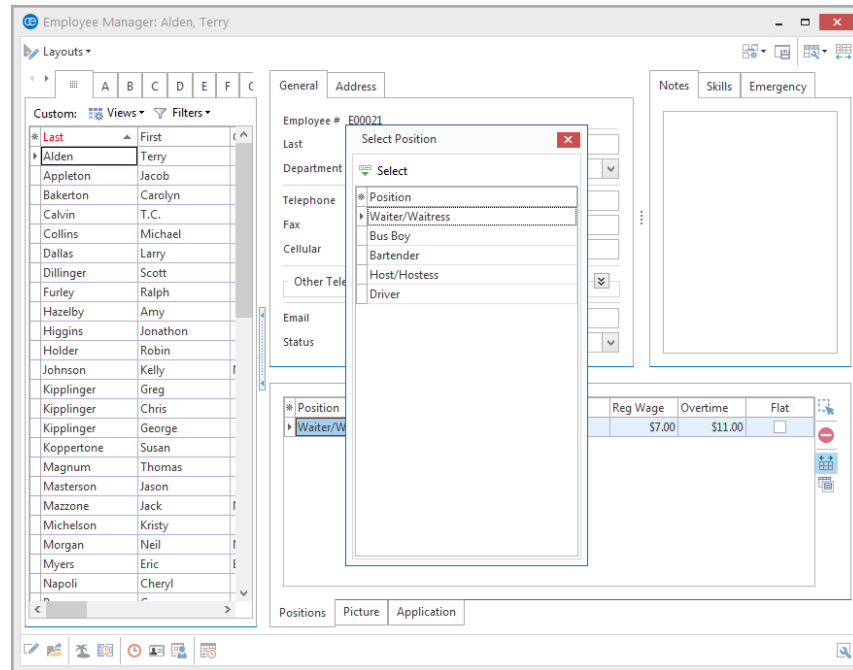 Employee Manager: Alden, Terry
Layouts
A B C D E F
Custom: Views Filters
Last First
Alden Terry
Appleton Jacob
Bakerton Carolyn
Calvin T.C.
Collins Michael
Dallas Larry
Dillinger Scott
Furley Ralph
Hazelby Amy
Higgins Jonathon
Holder Robin
Johnson Kelly
Kipplinger Greg
Kipplinger Chris
Kipplinger George
Koppertone Susan
Magnum Thomas
Masterson Jason
Mazzone Jack
Michelson Kristy
Morgan Neil
Myers Eric
Napoli Cheryl
General Address
Employee # E00021
Last
Department
Telephone
Fax
Cellular
Other Tele
Email
Status
Select Position
Select
Position
Waiter/Waitress
Bus Boy
Bartender
Host/Hostess
Driver
Notes Skills Emergency
Position Reg Wage Overtime Flat
Waiter/W $7.00 $11.00
Positions Picture Application